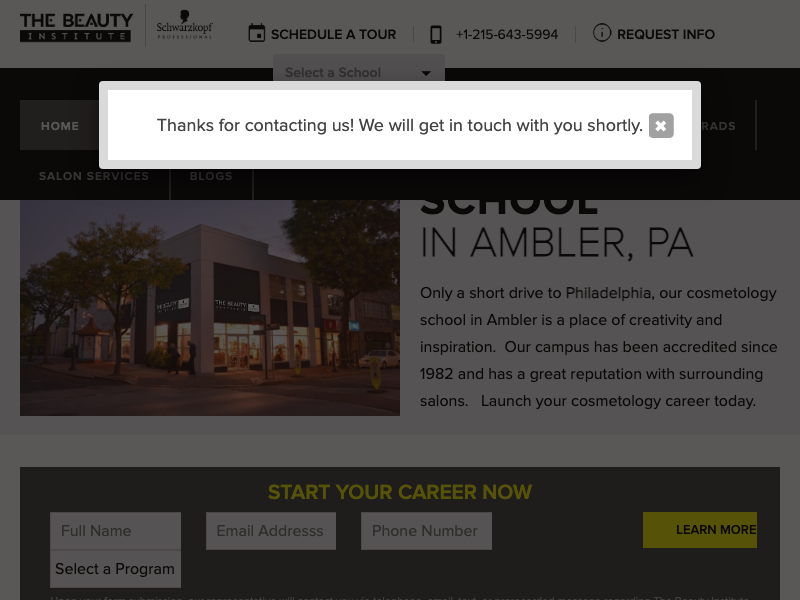 THE BEAUTY
INSTITUTE
Schwarzkopf
PROFESSIONAL
SCHEDULE A TOUR
+1-215-643-5994
REQUEST INFO
Select a School
Thanks for contacting us! We will get in touch with you shortly.
HOME
RADS
SALON SERVICES
BLOGS
SCHOOL
IN AMBLER, PA
THE BEAUTY
Only a short drive to Philadelphia, our cosmetology
school in Ambler is a place of creativity and
inspiration. Our campus has been accredited since
1982 and has a great reputation with surrounding
salons. Launch your cosmetology career today.
START YOUR CAREER NOW
Full Name
Email Addresss
Phone Number
LEARN MORE
Select a Program